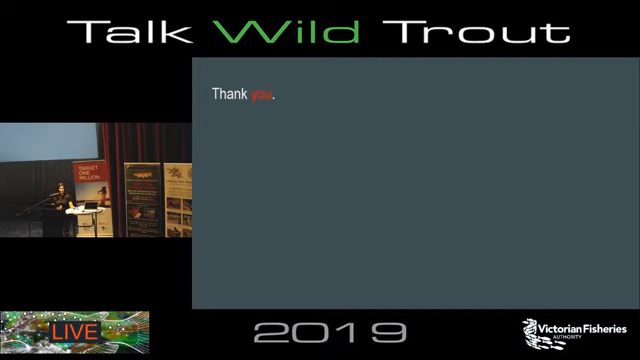 Talk Wild Trout
Thank you.
TARGET
ONE
MILLION
LIVE
2019
Victorian Fisheries
AUTHORITY